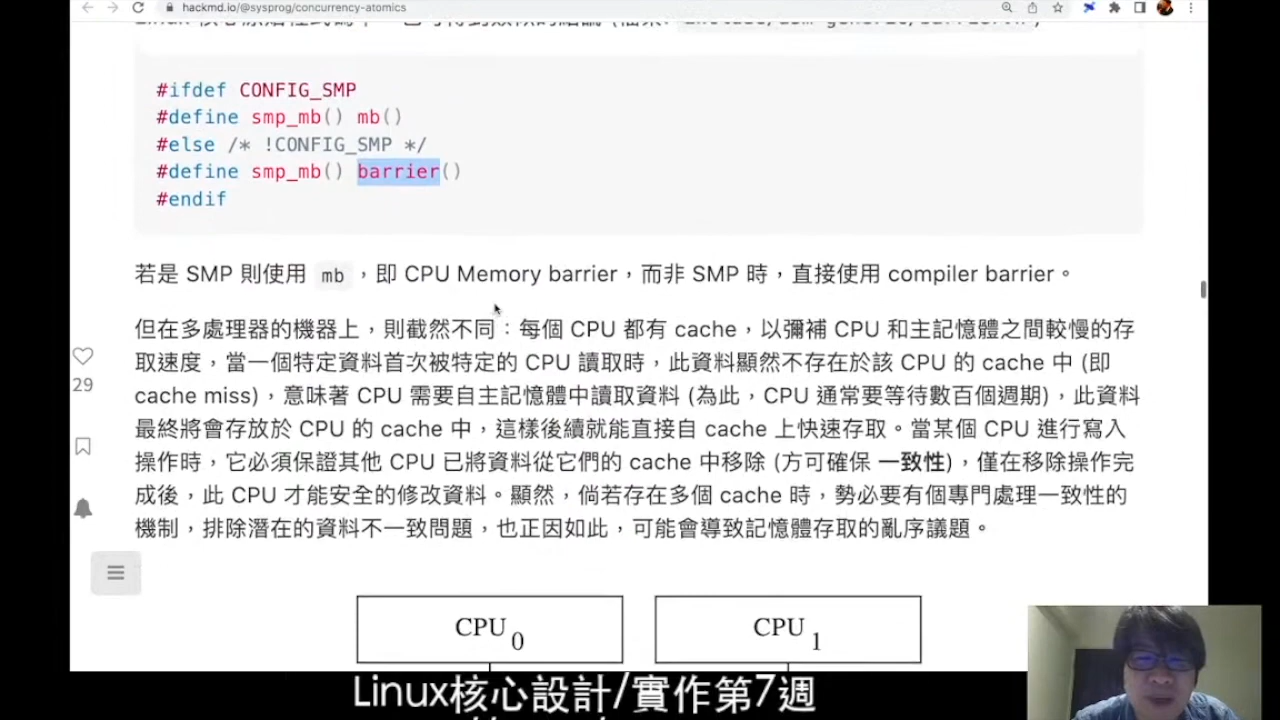 hackmd.io/@sysprog/concurrency-atomics
#ifdef CONFIG_SMP
#define smp_mb() mb()
#else /* !CONFIG_SMP */
#define smp_mb() barrier()
#endif
若是 SMP 則使用 mb ,即 CPU Memory barrier,而非 SMP 時,直接使用 compiler barrier。
但在多處理器的機器上,則截然不同:每個 CPU 都有 cache,以彌補 CPU 和主記憶體之間較慢的存
取速度,當一個特定資料首次被特定的 CPU 讀取時,此資料顯然不存在於該 CPU 的 cache 中 (即
cache miss),意味著 CPU 需要自主記憶體中讀取資料 (為此,CPU 通常要等待數百個週期),此資料
最終將會存放於 CPU 的 cache 中,這樣後續就能直接自 cache 上快速存取。當某個 CPU 進行寫入
操作時,它必須保證其他 CPU 已將資料從它們的 cache 中移除 (方可確保 一致性),僅在移除操作完
成後,此 CPU 才能安全的修改資料。顯然,倘若存在多個 cache 時,勢必要有個專門處理一致性的
機制,排除潛在的資料不一致問題,也正因如此,可能會導致記憶體存取的亂序議題。
29
CPU 0
CPU 1
Linux核心設計/實作第7週